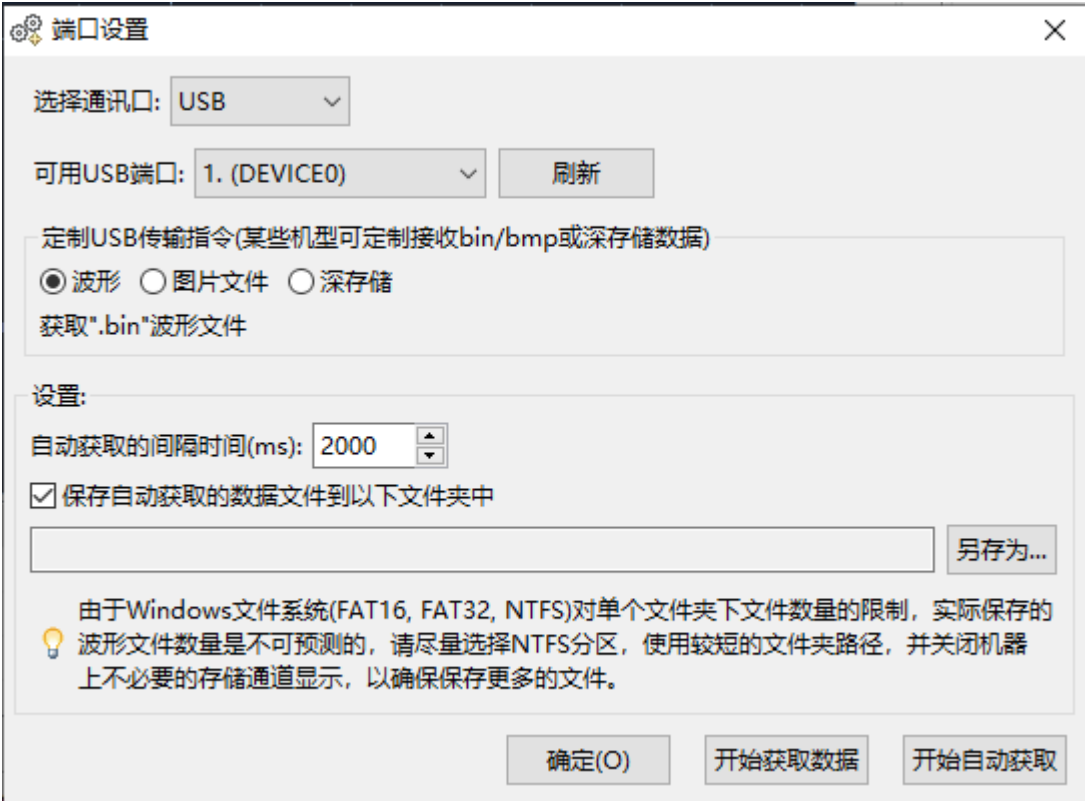 端口设置
选择通讯口: USB
可用USB端口: 1. (DEVICE0) 刷新
定制USB传输指令(某些机型可定制接收bin/bmp或深存储数据)
波形 图片文件 深存储
获取".bin"波形文件
设置:
自动获取的间隔时间(ms): 2000
保存自动获取的数据文件到以下文件夹中
另存为...
由于Windows文件系统(FAT16, FAT32, NTFS)对单个文件夹下文件数量的限制，实际保存的
波形文件数量是不可预测的，请尽量选择NTFS分区，使用较短的文件夹路径，并关闭机器
上不必要的存储通道显示，以确保保存更多的文件。
确定(O) 开始获取数据 开始自动获取